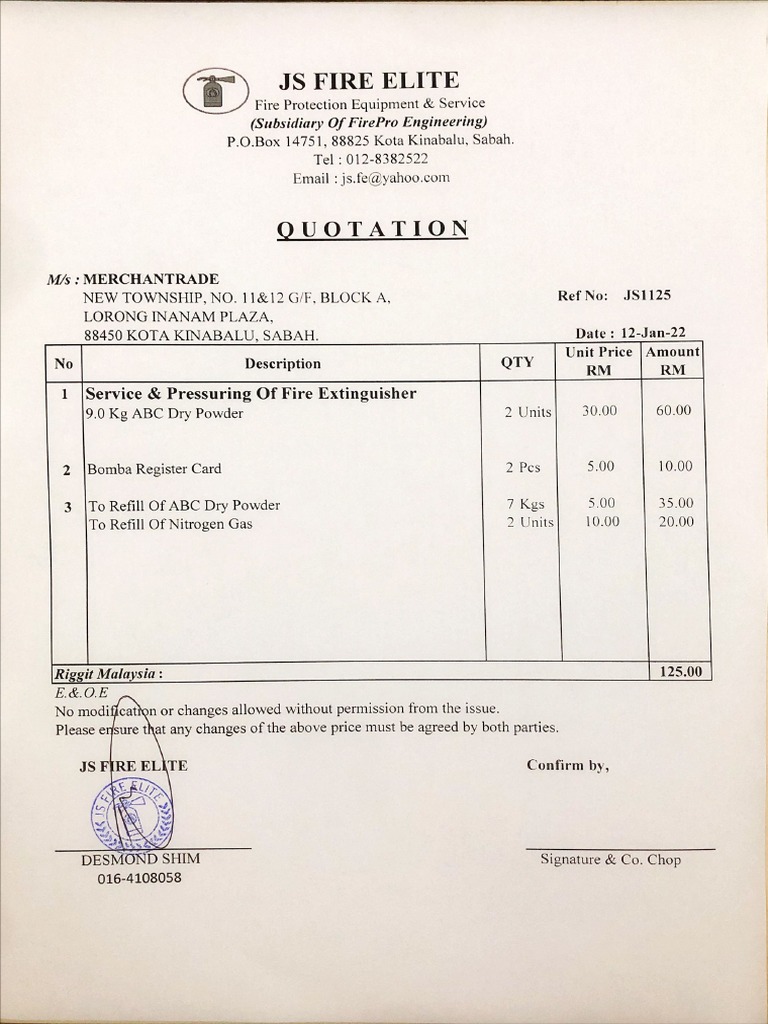 JS FIRE ELITE
Fire Protection Equipment & Service
(Subsidiary Of FirePro Engineering)
P.O.Box 14751, 88825 Kota Kinabalu, Sabah.
Tel : 012-8382522
Email : js.fe@yahoo.com
QUOTATION
M/s : MERCHANTRADE
NEW TOWNSHIP, NO. 11&12 G/F, BLOCK A,
LORONG INANAM PLAZA,
88450 KOTA KINABALU, SABAH.
Ref No: JS1125
Date : 12-Jan-22
No Description QTY Unit Price RM Amount RM
1 Service & Pressuring Of Fire Extinguisher
9.0 Kg ABC Dry Powder 2 Units 30.00 60.00
2 Bomba Register Card 2 Pcs 5.00 10.00
3 To Refill Of ABC Dry Powder 7 Kgs 5.00 35.00
To Refill Of Nitrogen Gas 2 Units 10.00 20.00
Riggit Malaysia : 125.00
E.&.O.E
No modification or changes allowed without permission from the issue.
Please ensure that any changes of the above price must be agreed by both parties.
JS FIRE ELITE Confirm by,
JS FIRE ELITE
DESMOND SHIM Signature & Co. Chop
016-4108058